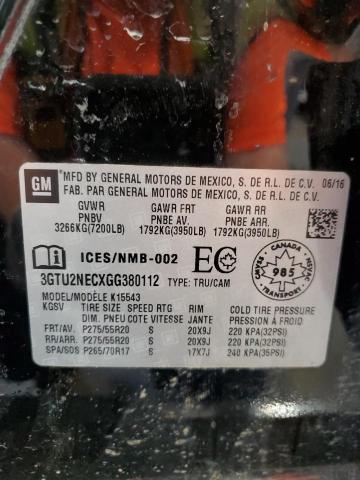 GM
MFD BY GENERAL MOTORS DE MEXICO, S. DE R.L. DE C.V. 06/16
FAB. PAR GENERAL MOTORS DE MEXICO, S. DE R.L. DE C.V.
GVWR GAWR FRT GAWR RR
PNBV PNBE AV. PNBE ARR.
3266KG(7200LB) 1792KG(3950LB) 1792KG(3950LB)
ICES/NMB-002 EC CANADA CMVSS NSVAC 985 TRANSPORT
3GTU2NECXGG380112 TYPE: TRU/CAM
MODEL/MODÈLE K15543
KGSV TIRE SIZE SPEED RTG RIM COLD TIRE PRESSURE
DIM. PNEU COTE VITESSE JANTE PRESSION À FROID
FRT/AV. P275/55R20 S 20X9J 220 KPA(32PSI)
RR/ARR. P275/55R20 S 20X9J 220 KPA(32PSI)
SPA/SOS P265/70R17 S 17X7J 240 KPA(35PSI)